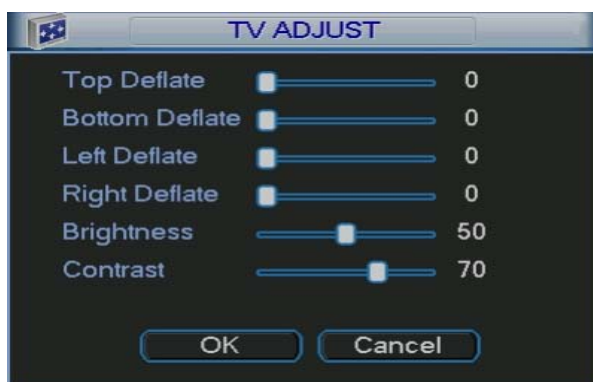 TV ADJUST
Top Deflate 0
Bottom Deflate 0
Left Deflate 0
Right Deflate 0
Brightness 50
Contrast 70
OK Cancel